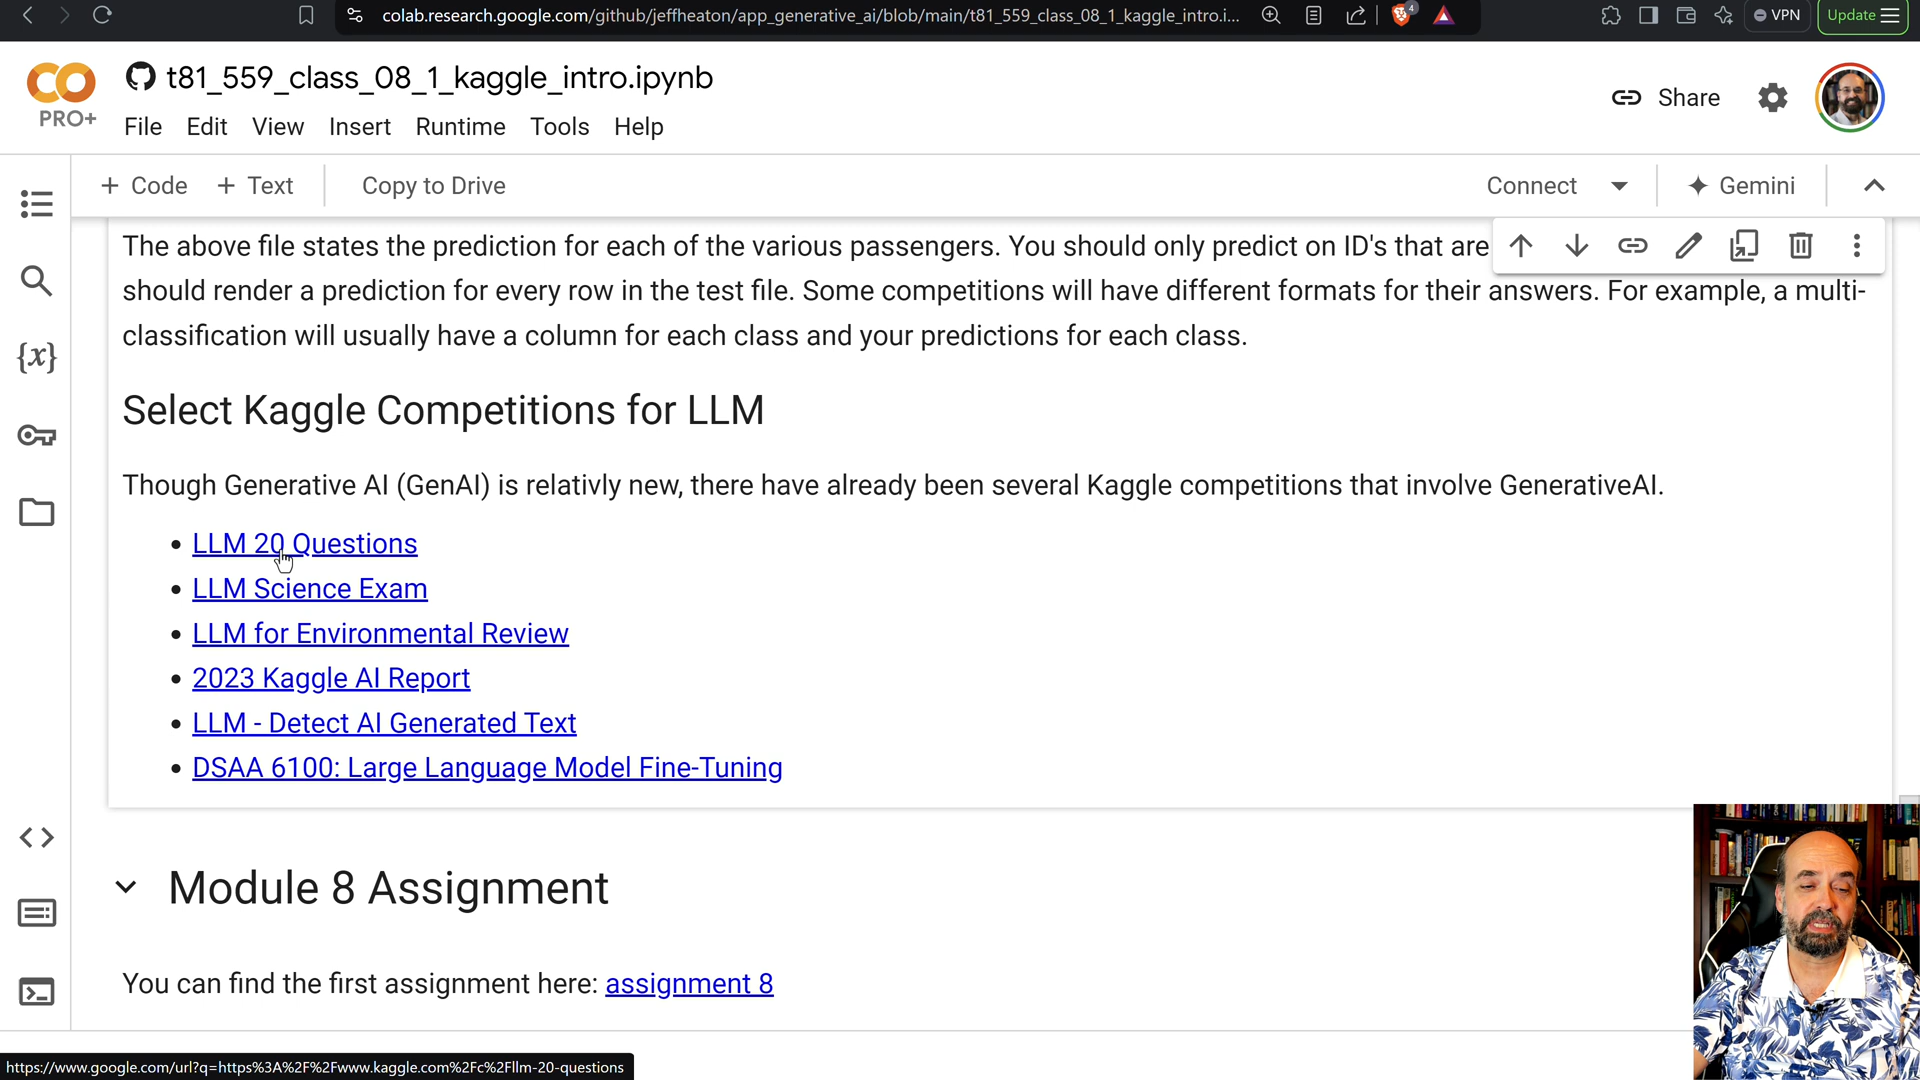 colab.research.google.com/github/jeffheaton/app_generative_ai/blob/main/t81_559_class_08_1_kaggle_intro.i...
4
VPN
Update
PRO+
t81_559_class_08_1_kaggle_intro.ipynb
File Edit View Insert Runtime Tools Help
Share
+ Code + Text Copy to Drive
Connect
Gemini
The above file states the prediction for each of the various passengers. You should only predict on ID's that are
should render a prediction for every row in the test file. Some competitions will have different formats for their answers. For example, a multi-
classification will usually have a column for each class and your predictions for each class.
Select Kaggle Competitions for LLM
Though Generative AI (GenAI) is relativly new, there have already been several Kaggle competitions that involve GenerativeAI.
• LLM 20 Questions
• LLM Science Exam
• LLM for Environmental Review
• 2023 Kaggle AI Report
• LLM - Detect AI Generated Text
• DSAA 6100: Large Language Model Fine-Tuning
Module 8 Assignment
You can find the first assignment here: assignment 8
https://www.google.com/url?q=https%3A%2F%2Fwww.kaggle.com%2Fc%2Fllm-20-questions